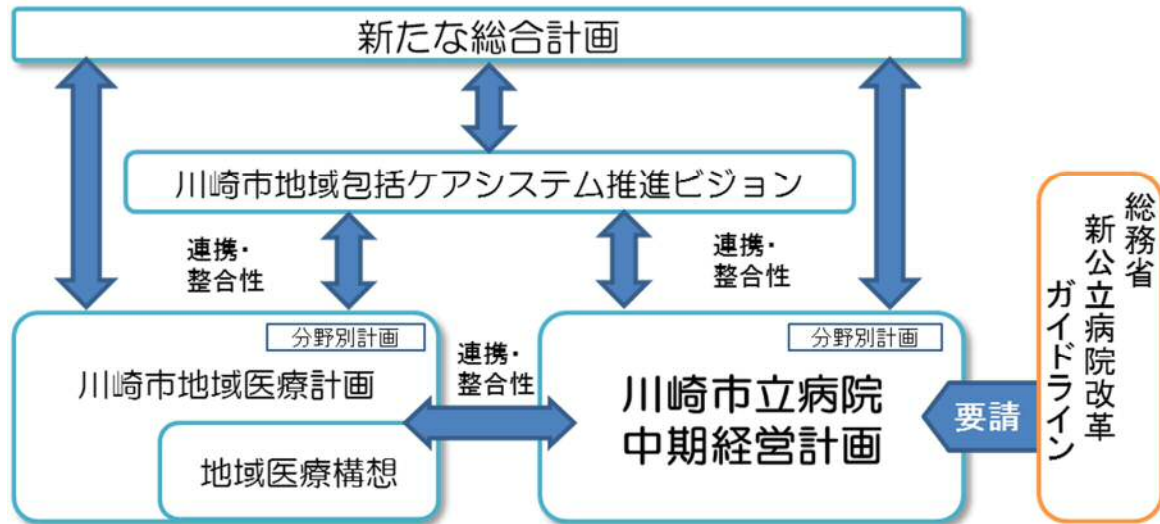 新たな総合計画
川崎市地域包括ケアシステム推進ビジョン
連携・
整合性
連携・
整合性
分野別計画
川崎市地域医療計画
地域医療構想
連携・
整合性
分野別計画
川崎市立病院
中期経営計画
要請
総務省
新公立病院改革
ガイドライン